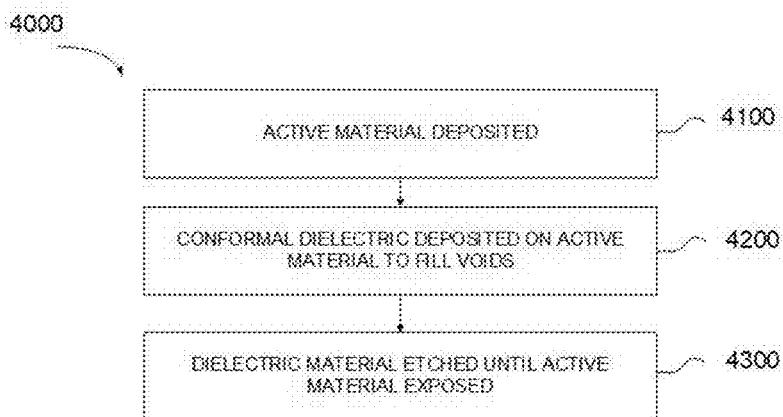 4000
ACTIVE MATERIAL DEPOSITED
4100
CONFORMAL DIELECTRIC DEPOSITED ON ACTIVE
MATERIAL TO FILL VOIDS
4200
DIELECTRIC MATERIAL ETCHED UNTIL ACTIVE
MATERIAL EXPOSED
4300